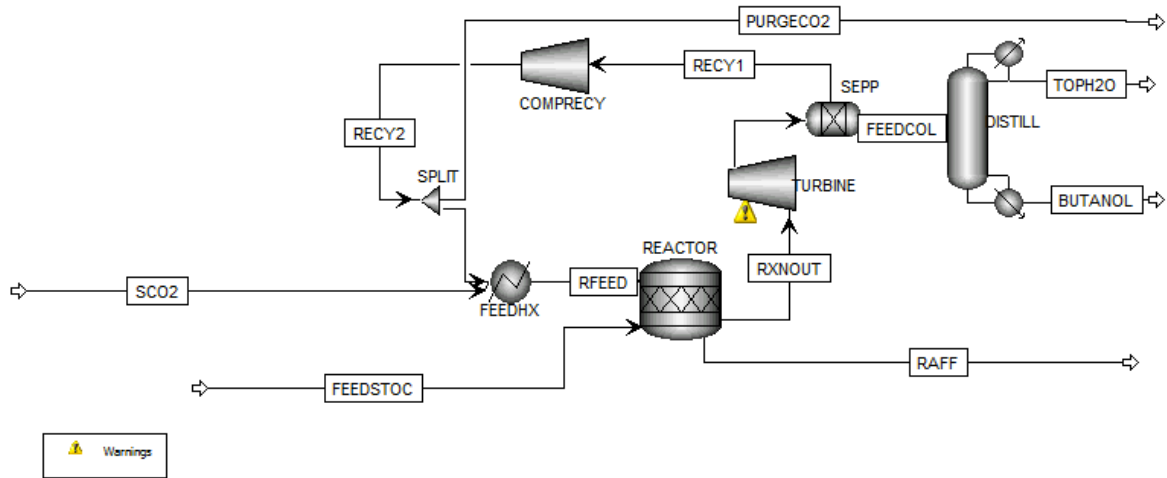 PURGECO2
RECY1
SEPP
COMPRECY
TOPH2O
FEEDCOL
DISTILL
RECY2
SPLIT
TURBINE
BUTANOL
REACTOR
RXNOUT
SCO2
RFEED
FEEDHX
RAFF
FEEDSTOC
Warnings